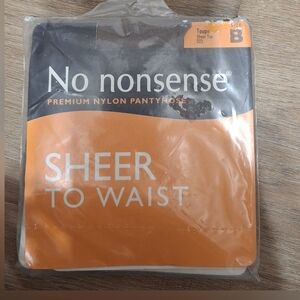 Taupe
B
No nonsense®
PREMIUM NYLON PANTYHOSE
SHEER
TO WAIST